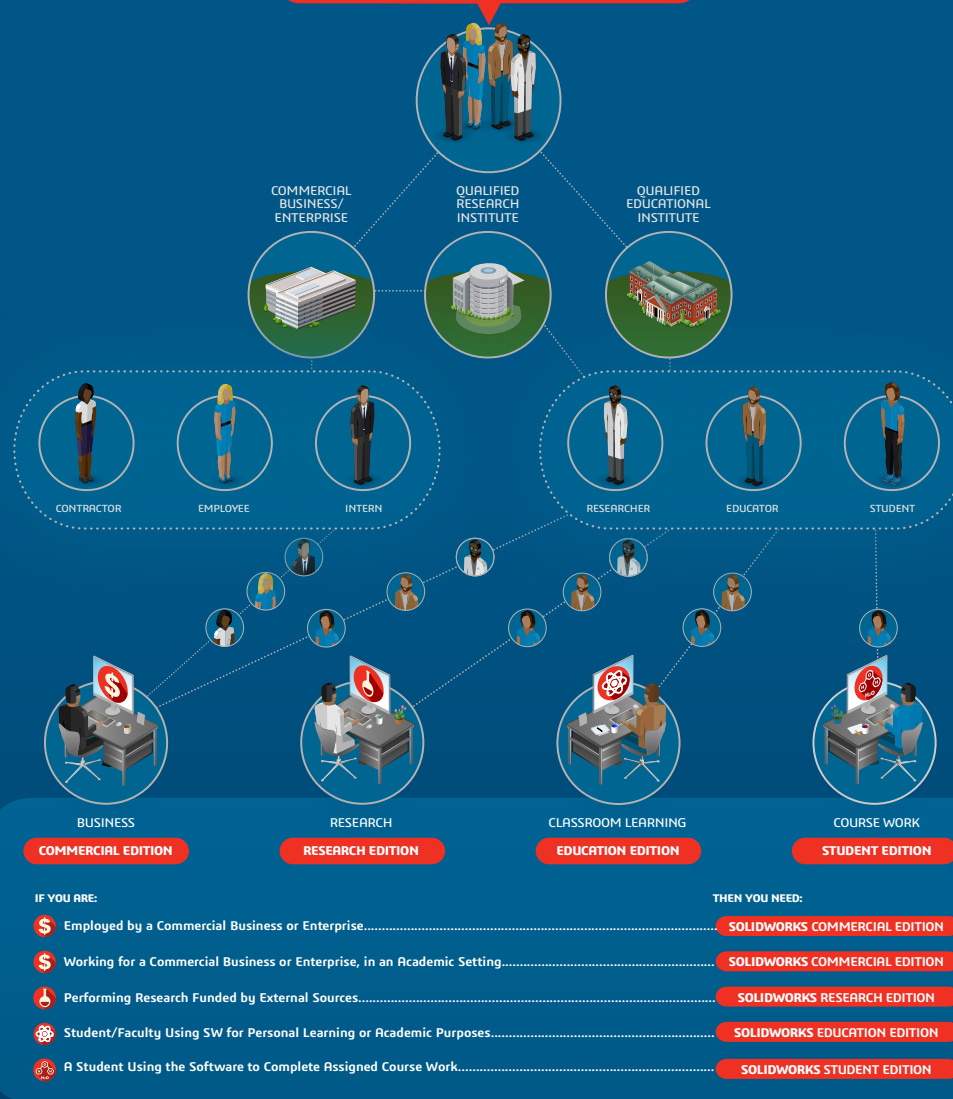 COMMERCIAL
BUSINESS/
ENTERPRISE
QUALIFIED
RESEARCH
INSTITUTE
QUALIFIED
EDUCATIONAL
INSTITUTE
CONTRACTOR
EMPLOYEE
INTERN
RESEARCHER
EDUCATOR
STUDENT
$
H2O
BUSINESS
RESEARCH
CLASSROOM LEARNING
COURSE WORK
COMMERCIAL EDITION
RESEARCH EDITION
EDUCATION EDITION
STUDENT EDITION
IF YOU ARE: THEN YOU NEED:
$ Employed by a Commercial Business or Enterprise SOLIDWORKS COMMERCIAL EDITION
$ Working for a Commercial Business or Enterprise, in an Academic Setting SOLIDWORKS COMMERCIAL EDITION
Performing Research Funded by External Sources SOLIDWORKS RESEARCH EDITION
Student/Faculty Using SW for Personal Learning or Academic Purposes SOLIDWORKS EDUCATION EDITION
H2O A Student Using the Software to Complete Assigned Course Work SOLIDWORKS STUDENT EDITION